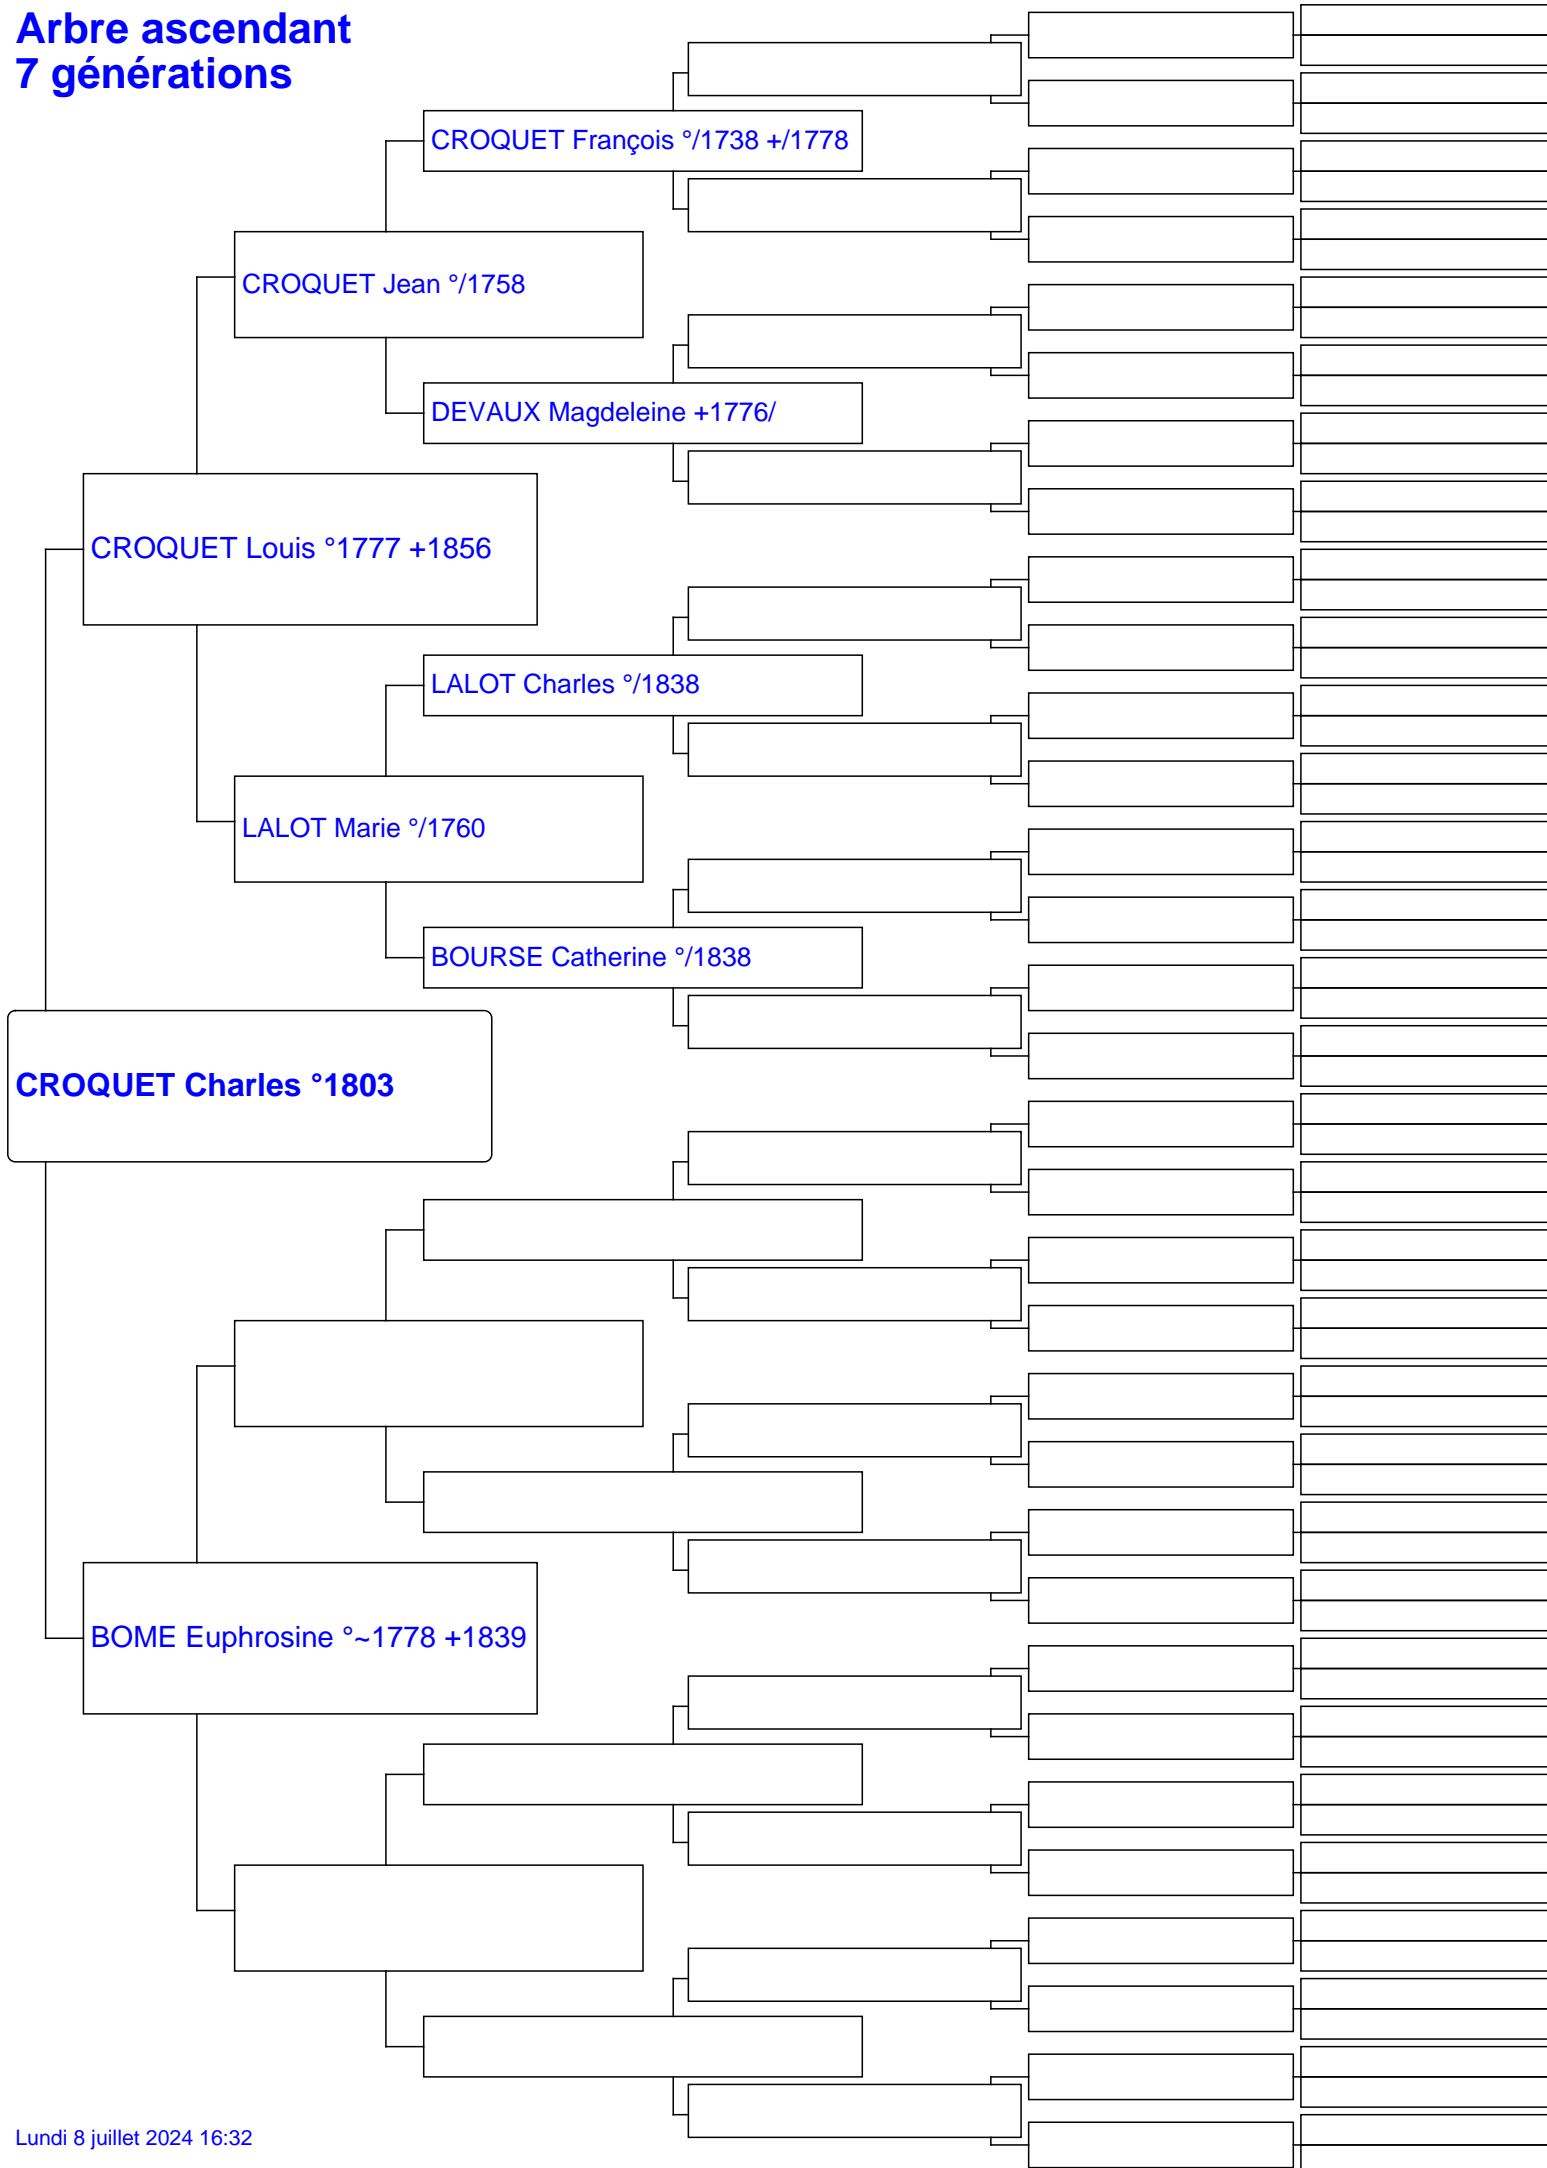 Arbre ascendant
7 générations
CROQUET François °/1738 +/1778
CROQUET Jean °/1758
DEVAUX Magdeleine +1776/
CROQUET Louis °1777 +1856
LALOT Charles °/1838
LALOT Marie °/1760
BOURSE Catherine °/1838
CROQUET Charles °1803
BOME Euphrosine °~1778 +1839
Lundi 8 juillet 2024 16:32